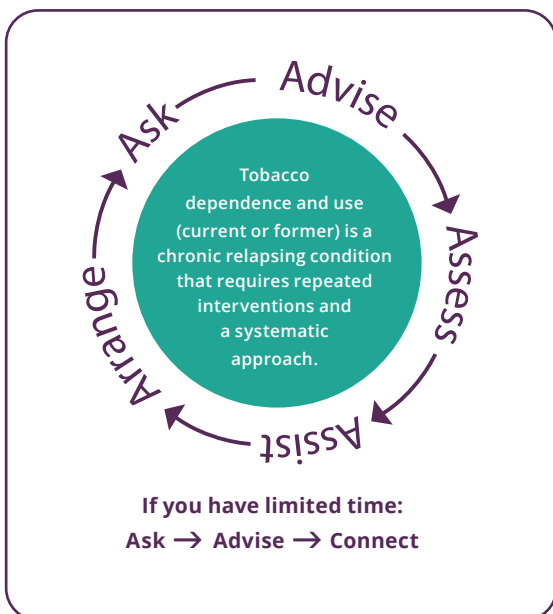 Ask
Advise
Assess
Assist
Arrange
Tobacco
dependence and use
(current or former) is a
chronic relapsing condition
that requires repeated
interventions and
a systematic
approach.
If you have limited time:
Ask → Advise → Connect